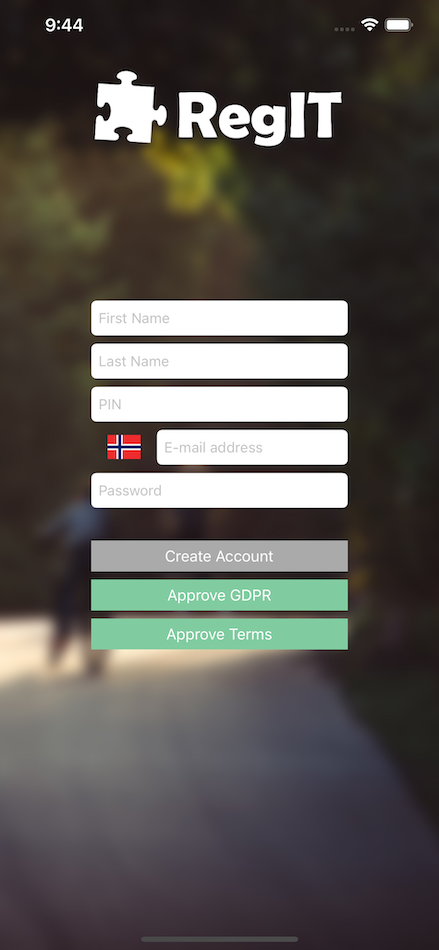 9:44
RegIT
First Name
Last Name
PIN
E-mail address
Password
Create Account
Approve GDPR
Approve Terms